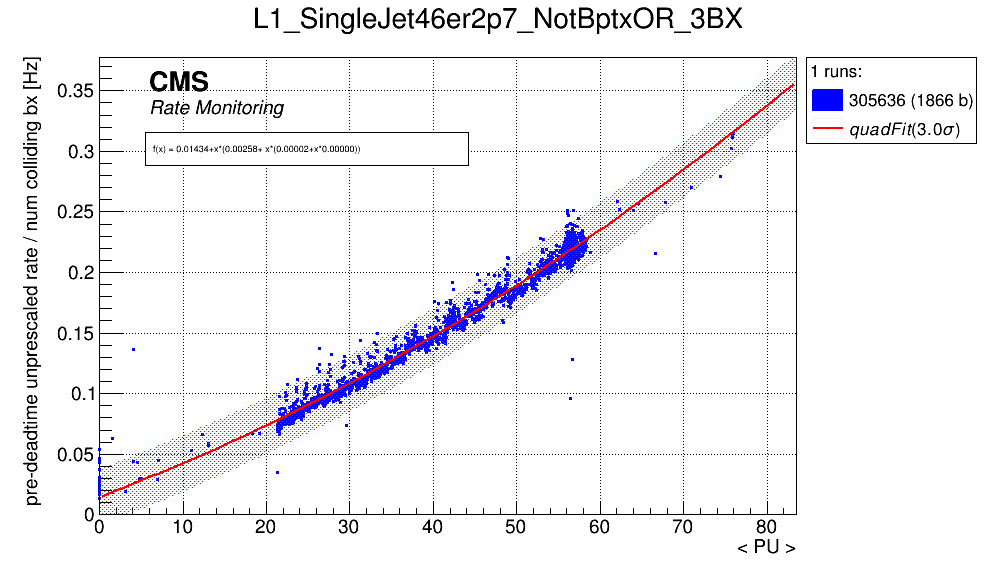 L1_SingleJet46er2p7_NotBptxOR_3BX
pre-deadtime unprescaled rate / num colliding bx [Hz]
CMS
Rate Monitoring
f(x) = 0.01434+x*(0.00258+ x*(0.00002+x*0.00000))
1 runs:
305636 (1866 b)
quadFit(3.0σ)
0.35
0.3
0.25
0.2
0.15
0.1
0.05
0
0 10 20 30 40 50 60 70 80
< PU >